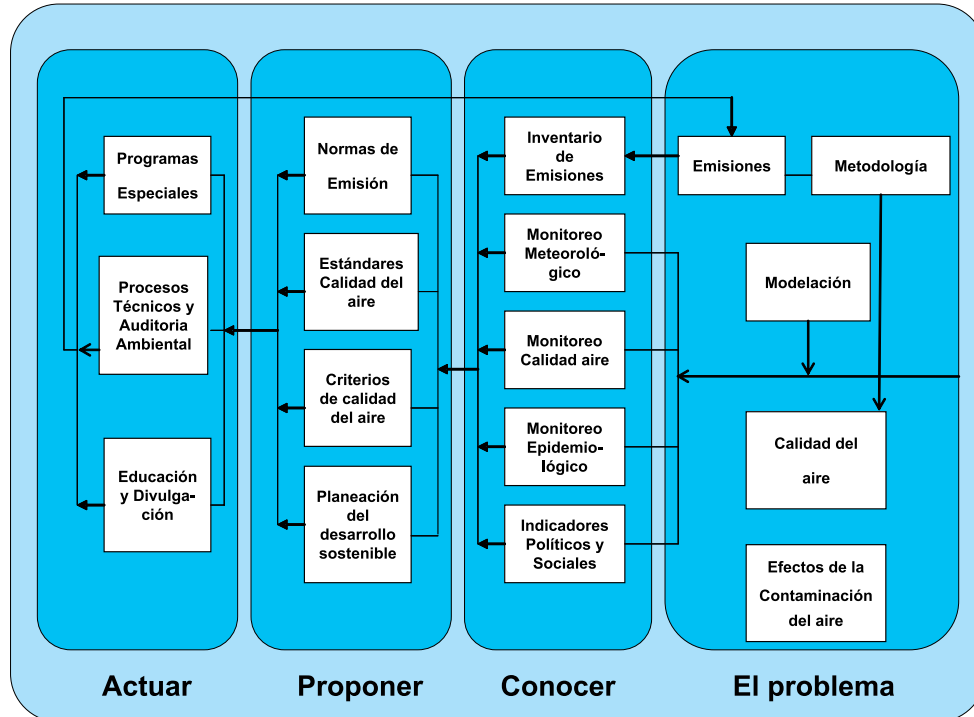 Programas
Especiales
Procesos
Técnicos y
Auditoria
Ambiental
Educación
y Divulga-
ción
Actuar
Normas de
Emisión
Estándares
Calidad del
aire
Criterios
de calidad
del aire
Planeación
del
desarrollo
sostenible
Proponer
Inventario
de
Emisiones
Monitoreo
Meteoroló-
gico
Monitoreo
Calidad aire
Monitoreo
Epidemio-
lógico
Indicadores
Políticos y
Sociales
Conocer
Emisiones
Metodología
Modelación
Calidad del
aire
Efectos de la
Contaminación
del aire
El problema